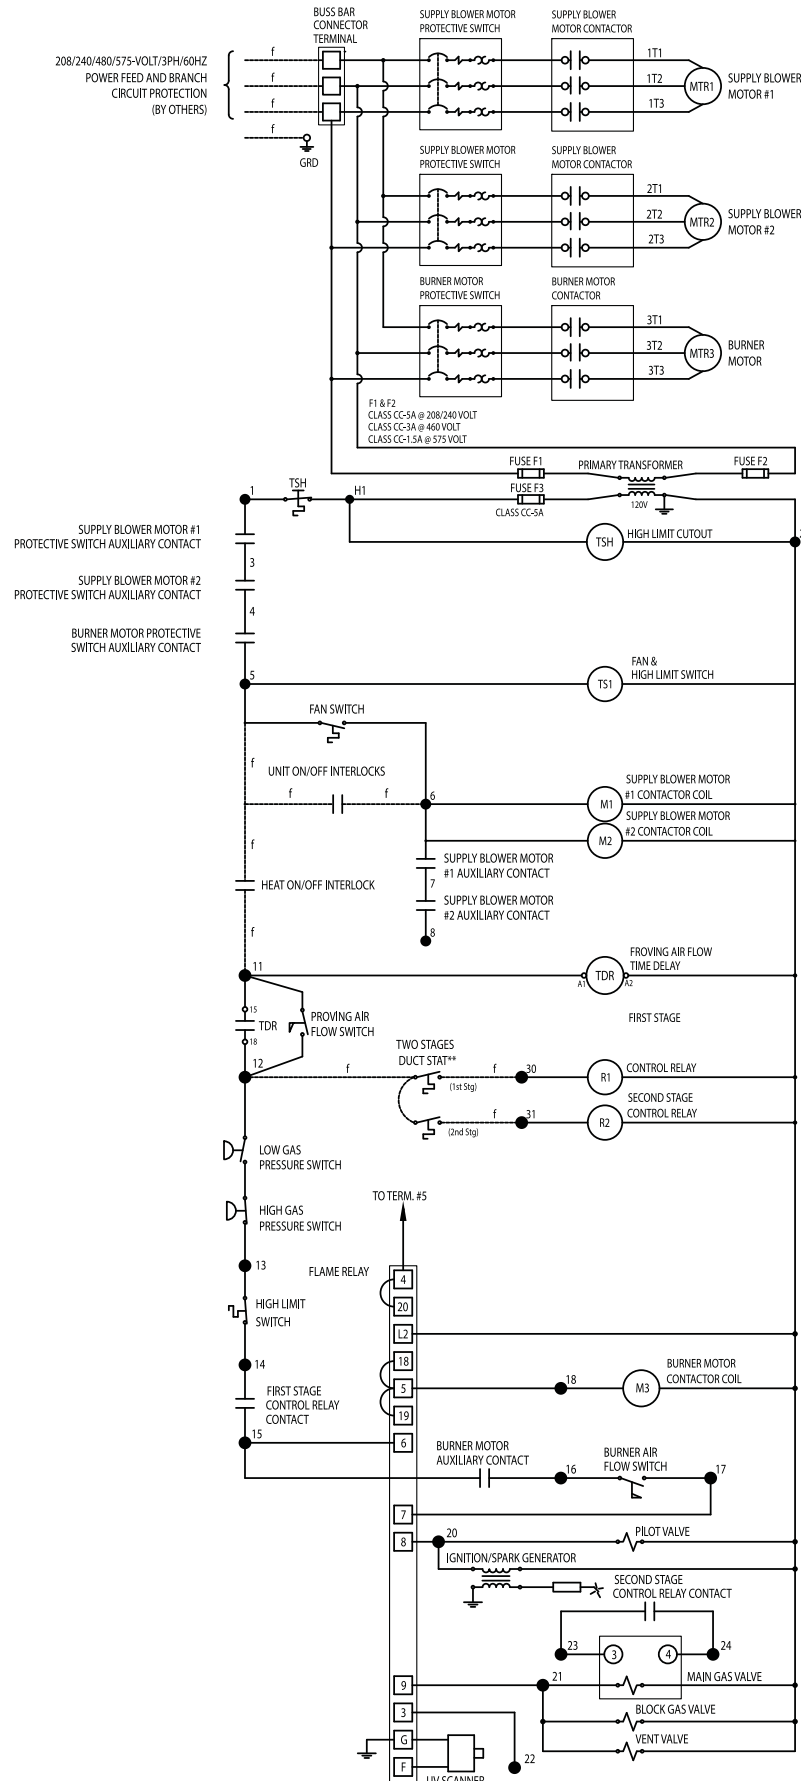 BUSS BAR
CONNECTOR
TERMINAL
SUPPLY BLOWER MOTOR
PROTECTIVE SWITCH
SUPPLY BLOWER
MOTOR CONTACTOR
208/240/480/575-VOLT/3PH/60HZ
POWER FEED AND BRANCH
CIRCUIT PROTECTION
(BY OTHERS)
f
f
f
f
GRD
1T1
1T2
1T3
MTR1
SUPPLY BLOWER
MOTOR #1
SUPPLY BLOWER MOTOR
PROTECTIVE SWITCH
SUPPLY BLOWER
MOTOR CONTACTOR
2T1
2T2
2T3
MTR2
SUPPLY BLOWER
MOTOR #2
BURNER MOTOR
PROTECTIVE SWITCH
BURNER MOTOR
CONTACTOR
3T1
3T2
3T3
MTR3
BURNER
MOTOR
F1 & F2
CLASS CC-5A @ 208/240 VOLT
CLASS CC-3A @ 460 VOLT
CLASS CC-1.5A @ 575 VOLT
FUSE F1
PRIMARY TRANSFORMER
FUSE F2
1
TSH
H1
FUSE F3
CLASS CC-5A
120V
SUPPLY BLOWER MOTOR #1
PROTECTIVE SWITCH AUXILIARY CONTACT
TSH
HIGH LIMIT CUTOUT
3
SUPPLY BLOWER MOTOR #2
PROTECTIVE SWITCH AUXILIARY CONTACT
4
BURNER MOTOR PROTECTIVE
SWITCH AUXILIARY CONTACT
5
TS1
FAN &
HIGH LIMIT SWITCH
FAN SWITCH
f
UNIT ON/OFF INTERLOCKS
f
f
6
M1
SUPPLY BLOWER MOTOR
#1 CONTACTOR COIL
M2
SUPPLY BLOWER MOTOR
#2 CONTACTOR COIL
f
SUPPLY BLOWER MOTOR
#1 AUXILIARY CONTACT
7
HEAT ON/OFF INTERLOCK
SUPPLY BLOWER MOTOR
#2 AUXILIARY CONTACT
8
f
11
A1
TDR
A2
FROVING AIR FLOW
TIME DELAY
15
TDR
18
PROVING AIR
FLOW SWITCH
FIRST STAGE
12
f
TWO STAGES
DUCT STAT**
(1st Stg)
f
30
R1
CONTROL RELAY
(2nd Stg)
f
31
R2
SECOND STAGE
CONTROL RELAY
LOW GAS
PRESSURE SWITCH
HIGH GAS
PRESSURE SWITCH
TO TERM. #5
13
FLAME RELAY
4
20
HIGH LIMIT
SWITCH
L2
14
18
5
18
M3
BURNER MOTOR
CONTACTOR COIL
FIRST STAGE
CONTROL RELAY
CONTACT
19
15
6
BURNER MOTOR
AUXILIARY CONTACT
16
BURNER AIR
FLOW SWITCH
17
7
8
20
PILOT VALVE
IGNITION/SPARK GENERATOR
SECOND STAGE
CONTROL RELAY CONTACT
23
3
4
24
9
21
MAIN GAS VALVE
3
BLOCK GAS VALVE
G
VENT VALVE
22
F
UV SCANNER